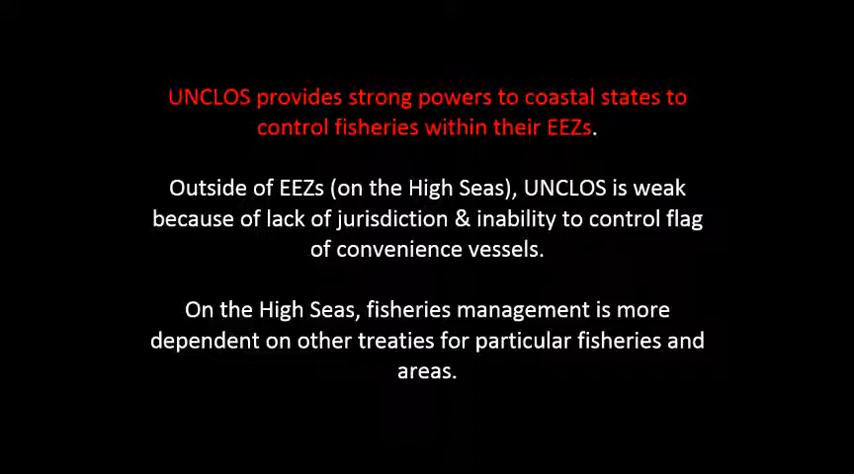 UNCLOS provides strong powers to coastal states to
control fisheries within their EEZs.
Outside of EEZs (on the High Seas), UNCLOS is weak
because of lack of jurisdiction & inability to control flag
of convenience vessels.
On the High Seas, fisheries management is more
dependent on other treaties for particular fisheries and
areas.